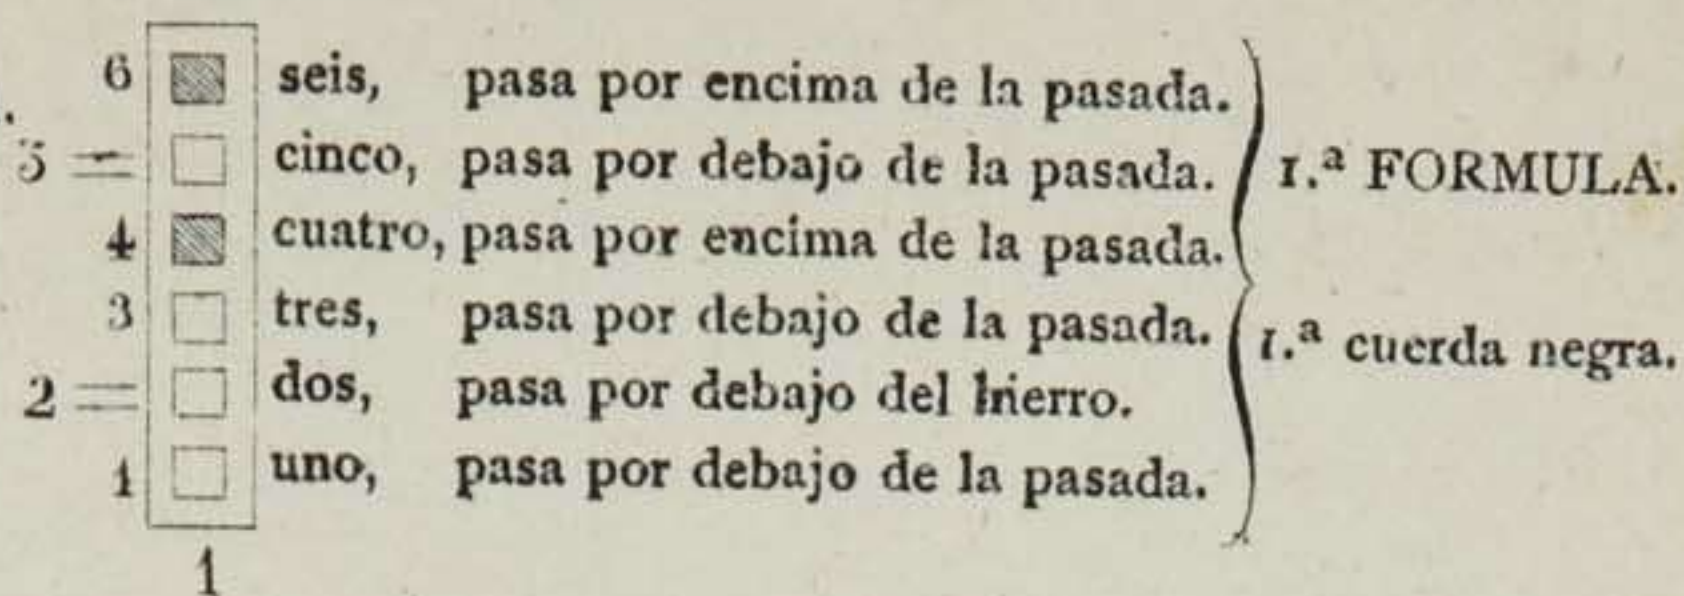 6 seis, pasa por encima de la pasada.
5 = cinco, pasa por debajo de la pasada. 1.ª FORMULA.
4 cuatro, pasa por encima de la pasada.
3 tres, pasa por debajo de la pasada. 1.ª cuerda negra.
2 = dos, pasa por debajo del hierro.
1 uno, pasa por debajo de la pasada.
1